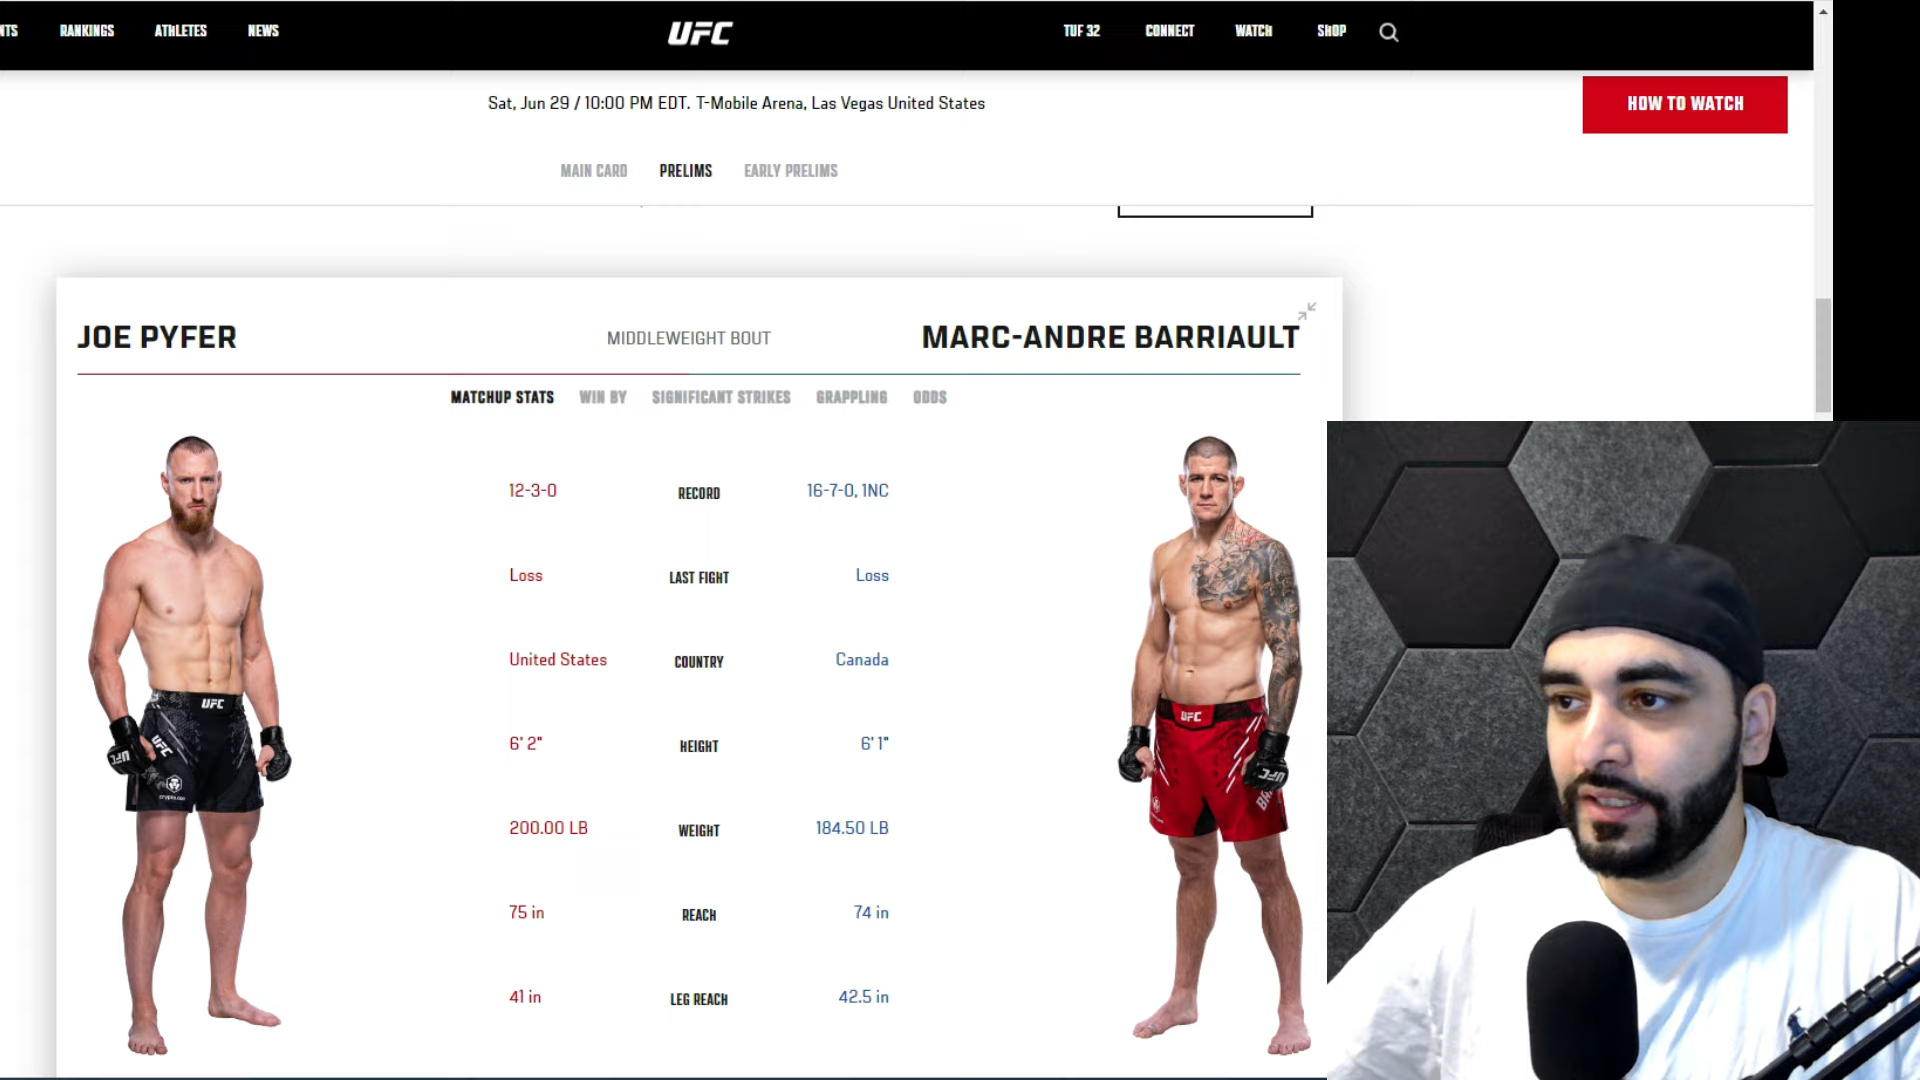 NTS RANKINGS ATHLETES NEWS UFC TUF 32 CONNECT WATCH SHOP
Sat, Jun 29 / 10:00 PM EDT. T-Mobile Arena, Las Vegas United States
HOW TO WATCH
MAIN CARD PRELIMS EARLY PRELIMS
JOE PYFER MIDDLEWEIGHT BOUT MARC-ANDRE BARRIAULT
MATCHUP STATS WIN BY SIGNIFICANT STRIKES GRAPPLING ODDS
12-3-0 RECORD 16-7-0, 1NC
Loss LAST FIGHT Loss
United States COUNTRY Canada
6' 2" HEIGHT 6' 1"
200.00 LB WEIGHT 184.50 LB
75 in REACH 74 in
41 in LEG REACH 42.5 in
UFC
UFC
UFC
crypto.com
UFC
UFC